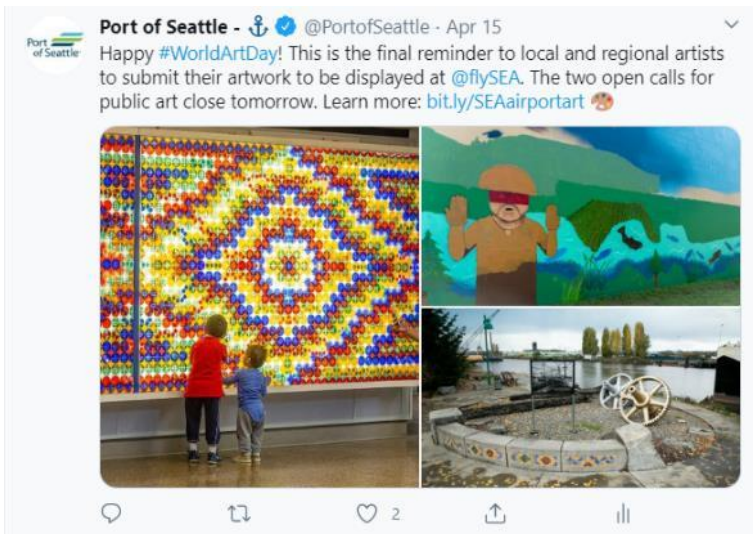 Port of Seattle - ⚓ @PortofSeattle · Apr 15
Port
of Seattle
Happy #WorldArtDay! This is the final reminder to local and regional artists
to submit their artwork to be displayed at @flySEA. The two open calls for
public art close tomorrow. Learn more: bit.ly/SEAairportart 🎨
2